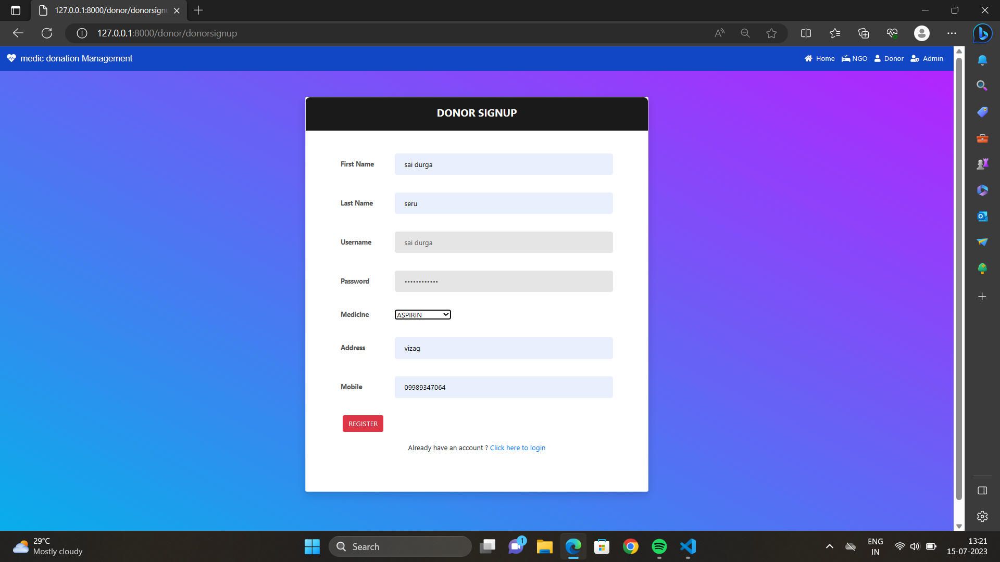 127.0.0.1:8000/donor/donorsignu
127.0.0.1:8000/donor/donorsignup
medic donation Management
Home NGO Donor Admin
DONOR SIGNUP
First Name sai durga
Last Name seru
Username sai durga
Password ••••••••••••
Medicine ASPIRIN
Address vizag
Mobile 09989347064
REGISTER
Already have an account ? Click here to login
29°C
Mostly cloudy
Search
1
ENG
IN
13:21
15-07-2023